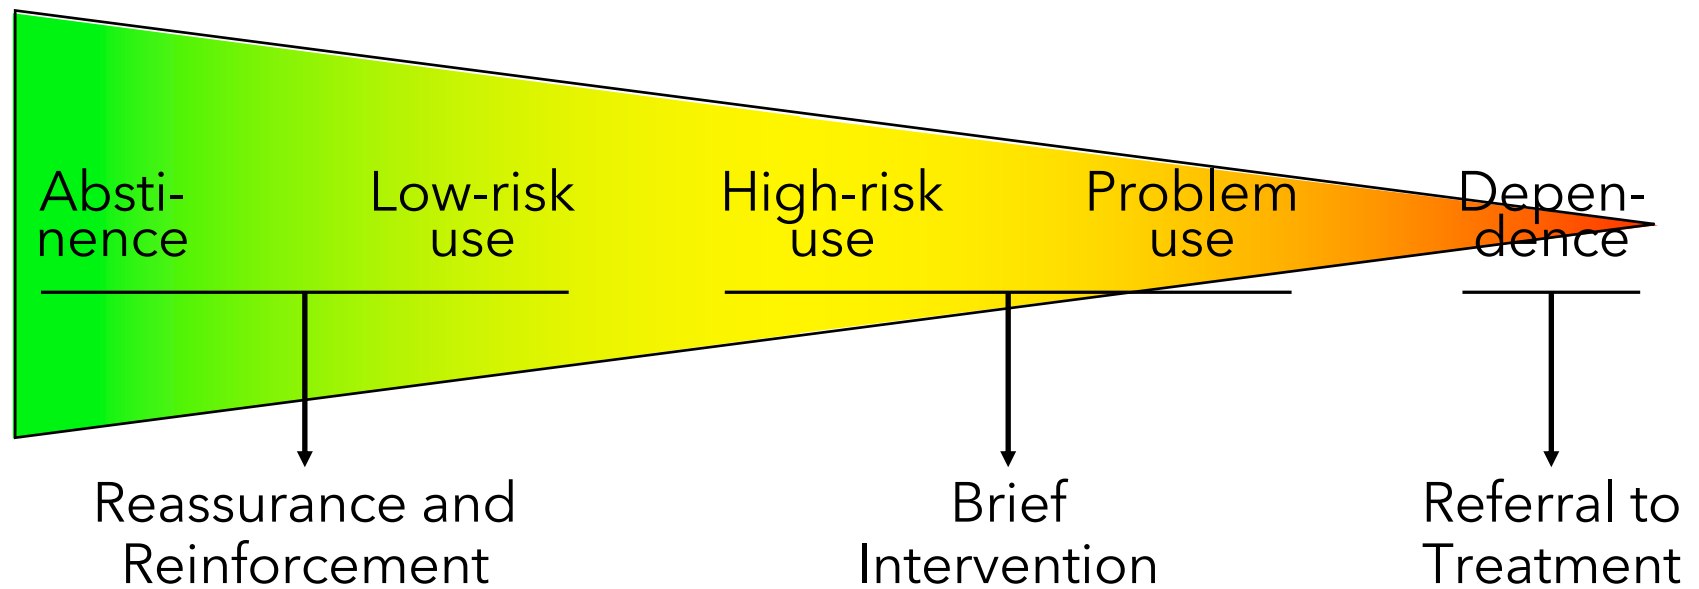 Absti-
nence
Low-risk
use
High-risk
use
Problem
use
Depen-
dence
Reassurance and
Reinforcement
Brief
Intervention
Referral to
Treatment